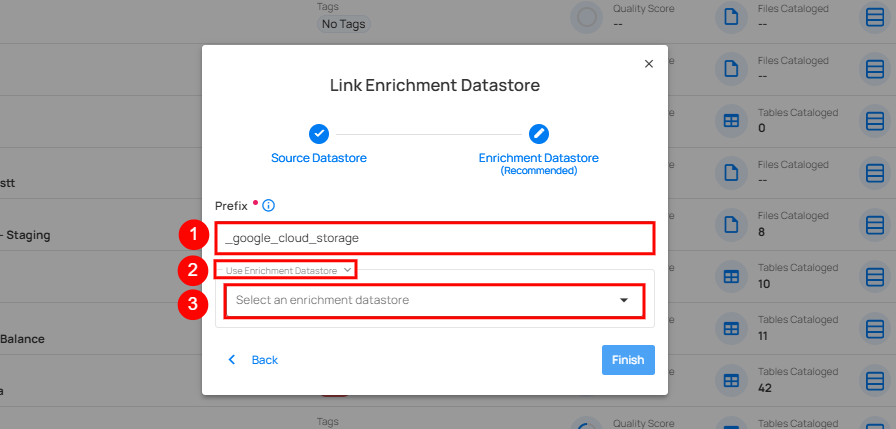 Tags
Quality Score
Files Cataloged
No Tags
--
--
Link Enrichment Datastore
Files Cataloged
--
Source Datastore
Enrichment Datastore
(Recommended)
Tables Cataloged
0
Files Cataloged
--
stt
Prefix
1
_google_cloud_storage
- Staging
Files Cataloged
8
2
Use Enrichment Datastore
3
Select an enrichment datastore
Tables Cataloged
10
Balance
Tables Cataloged
11
Back
Finish
Tables Cataloged
42
Tags
Quality Score
Tables Cataloged